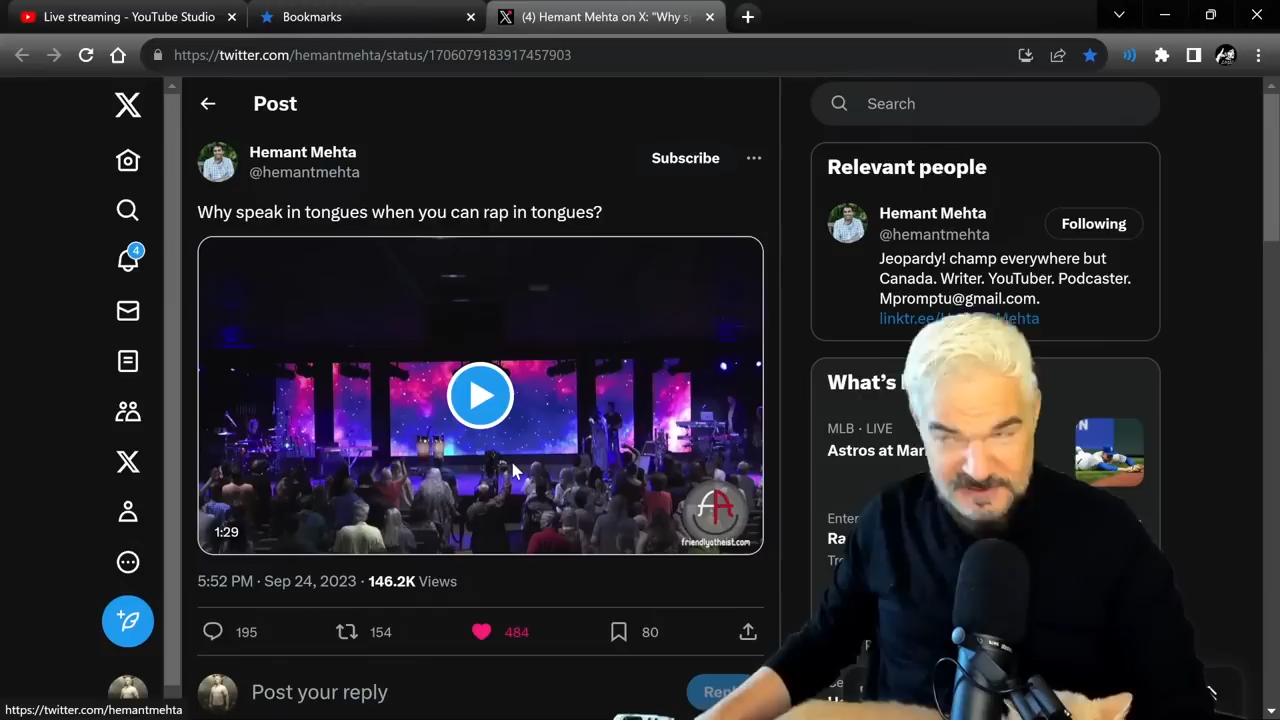 Live streaming - YouTube Studio
Bookmarks
(4) Hemant Mehta on X: "Why s
https://twitter.com/hemantmehta/status/1706079183917457903
Post
Search
Hemant Mehta
@hemantmehta
Subscribe
Why speak in tongues when you can rap in tongues?
1:29
friendlyatheist.com
5:52 PM · Sep 24, 2023 · 146.2K Views
195
154
484
80
Post your reply
4
Relevant people
Hemant Mehta
@hemantmehta
Following
Jeopardy! champ everywhere but
Canada. Writer. YouTuber. Podcaster.
Mpromptu@gmail.com.
What's
MLB · LIVE
Astros at
https://twitter.com/hemantmehta